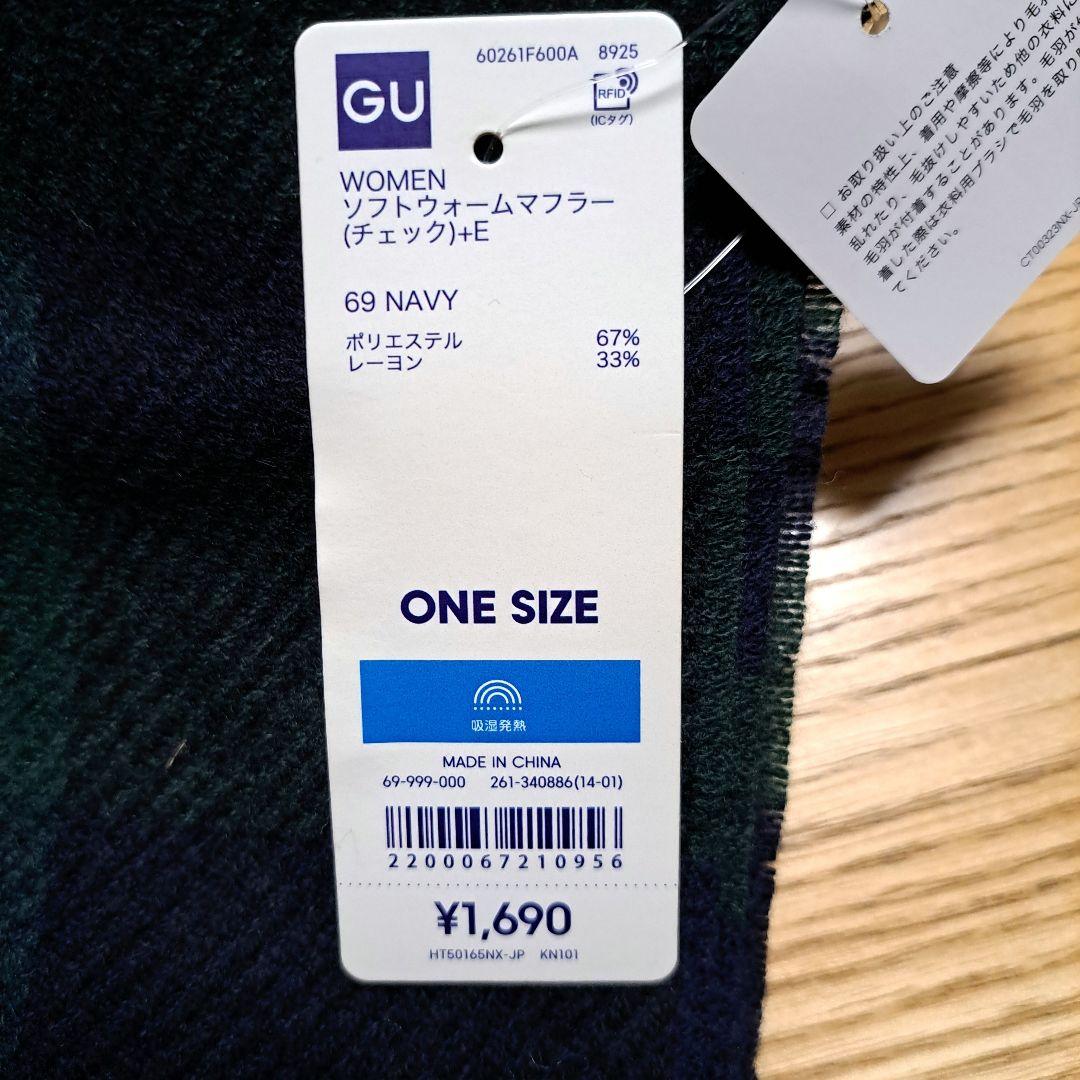 GU
60261F600A 8925
RFID
(ICタグ)
WOMEN
ソフトウォームマフラー
(チェック)+E
69 NAVY
ポリエステル 67%
レーヨン 33%
ONE SIZE
吸湿発熱
MADE IN CHINA
69-999-000 261-340886(14-01)
2200067210956
¥1,690
HT50165NX-JP KN101
□ お取り扱い上のご注意
素材の特性上、着用や摩擦等により毛羽
乱れたり、毛抜けしやすいため他の衣料に
毛羽が付着することがあります。毛羽が
着した際は衣料用ブラシで毛羽を取り
てください。
CT00323NX-JP